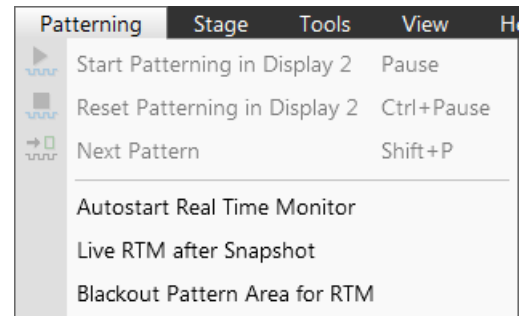 Patterning Stage Tools View
Start Patterning in Display 2 Pause
Reset Patterning in Display 2 Ctrl+Pause
Next Pattern Shift+P
Autostart Real Time Monitor
Live RTM after Snapshot
Blackout Pattern Area for RTM